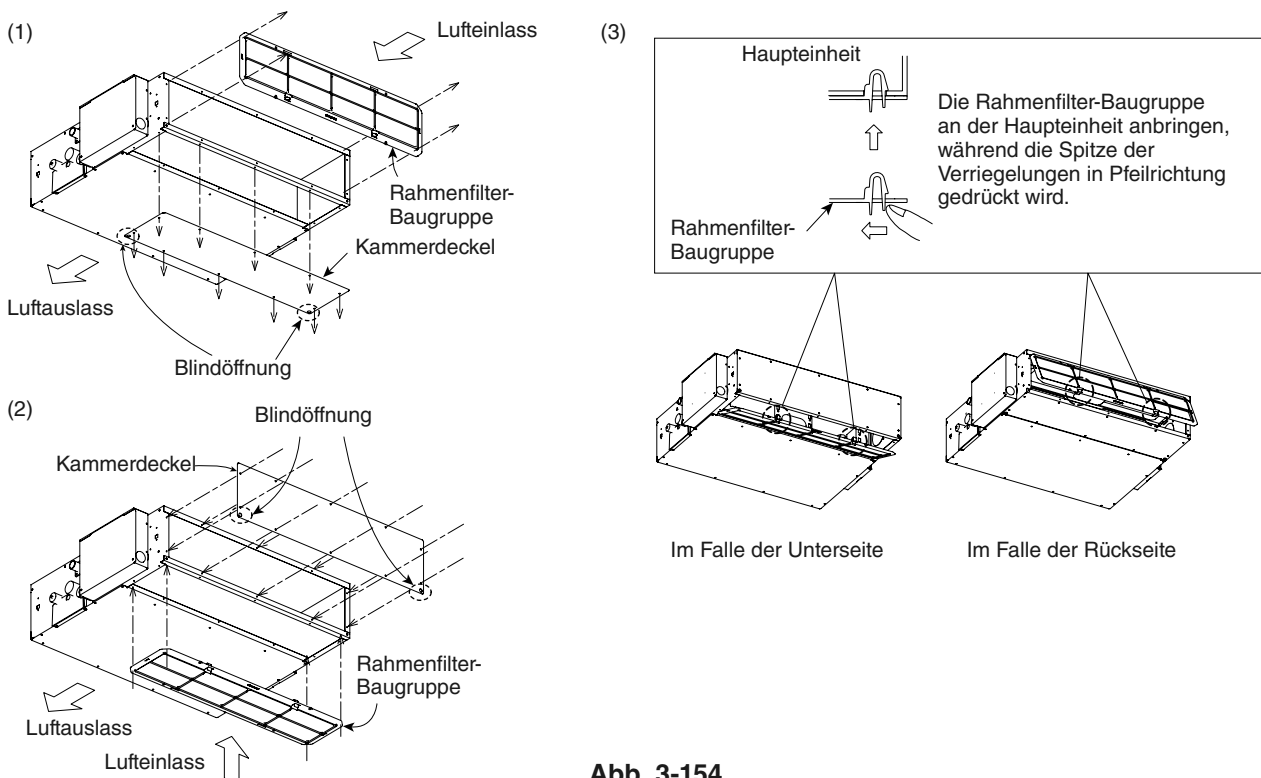 (1)
Lufteinlass
Rahmenfilter-
Baugruppe
Kammerdeckel
Luftauslass
Blindöffnung
(2)
Blindöffnung
Kammerdeckel
Rahmenfilter-
Baugruppe
Luftauslass
Lufteinlass
(3)
Haupteinheit
Die Rahmenfilter-Baugruppe
an der Haupteinheit anbringen,
während die Spitze der
Verriegelungen in Pfeilrichtung
gedrückt wird.
Rahmenfilter-
Baugruppe
Im Falle der Unterseite
Im Falle der Rückseite
Abb. 3-154